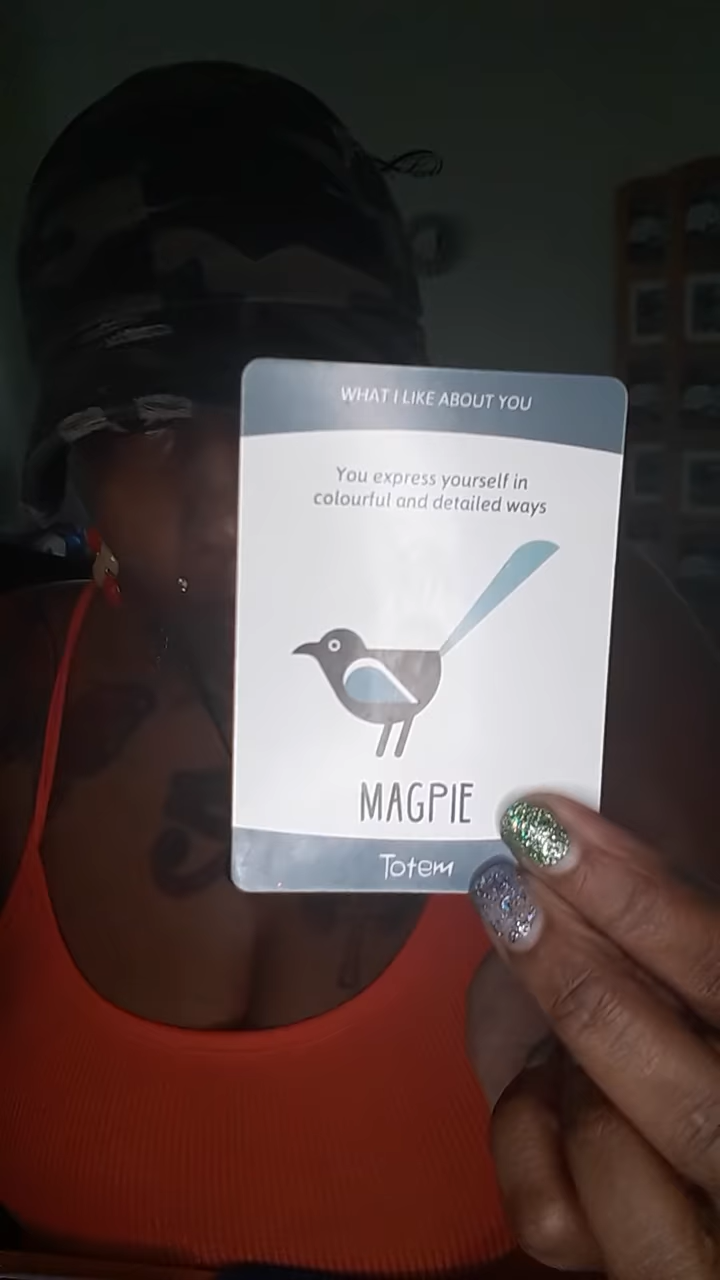 WHAT I LIKE ABOUT YOU
You express yourself in
colourful and detailed ways
MAGPIE
Totem